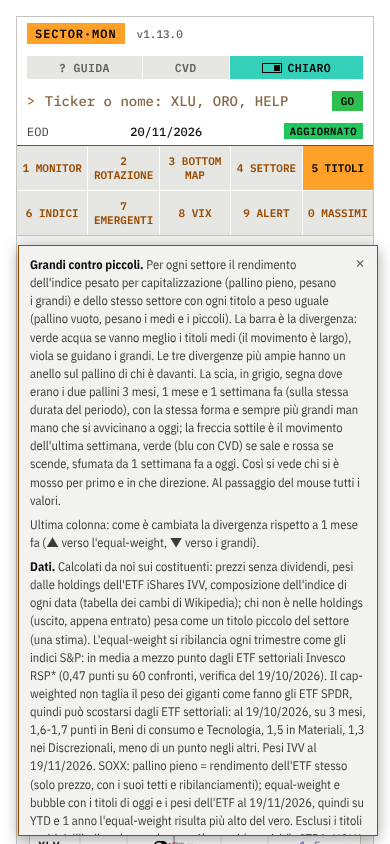 SECTOR·MON v1.13.0
? GUIDA CVD CHIARO
> Ticker o nome: XLU, ORO, HELP GO
EOD 20/11/2026 AGGIORNATO
1 MONITOR 2 ROTAZIONE 3 BOTTOM MAP 4 SETTORE 5 TITOLI
6 INDICI 7 EMERGENTI 8 VIX 9 ALERT 0 MASSIMI
Grandi contro piccoli. Per ogni settore il rendimento ×
dell'indice pesato per capitalizzazione (pallino pieno, pesano
i grandi) e dello stesso settore con ogni titolo a peso uguale
(pallino vuoto, pesano i medi e i piccoli). La barra è la divergenza:
verde acqua se vanno meglio i titoli medi (il movimento è largo),
viola se guidano i grandi. Le tre divergenze più ampie hanno un
anello sul pallino di chi è davanti. La scia, in grigio, segna dove
erano i due pallini 3 mesi, 1 mese e 1 settimana fa (sulla stessa
durata del periodo), con la stessa forma e sempre più grandi man
mano che si avvicinano a oggi; la freccia sottile è il movimento
dell'ultima settimana, verde (blu con CVD) se sale e rossa se
scende, sfumata da 1 settimana fa a oggi. Così si vede chi si è
mosso per primo e in che direzione. Al passaggio del mouse tutti i
valori.
Ultima colonna: come è cambiata la divergenza rispetto a 1 mese
fa (▲ verso l'equal-weight, ▼ verso i grandi).
Dati. Calcolati da noi sui costituenti: prezzi senza dividendi, pesi
dalle holdings dell'ETF iShares IVV, composizione dell'indice di
ogni data (tabella dei cambi di Wikipedia); chi non è nelle holdings
(uscito, appena entrato) pesa come un titolo piccolo del settore
(una stima). L'equal-weight si ribilancia ogni trimestre come gli
indici S&P: in media a mezzo punto dagli ETF settoriali Invesco
RSP* (0,47 punti su 60 confronti, verifica del 19/10/2026). Il cap-
weighted non taglia il peso dei giganti come fanno gli ETF SPDR,
quindi può scostarsi dagli ETF settoriali: al 19/10/2026, su 3 mesi,
1,6-1,7 punti in Beni di consumo e Tecnologia, 1,5 in Materiali, 1,3
nei Discrezionali, meno di un punto negli altri. Pesi IVV al
19/11/2026. SOXX: pallino pieno = rendimento dell'ETF stesso
(solo prezzo, con i suoi tetti e ribilanciamenti); equal-weight e
bubble con i titoli di oggi e i pesi dell'ETF al 19/11/2026, quindi su
YTD e 1 anno l'equal-weight risulta più alto del vero. Esclusi i titoli